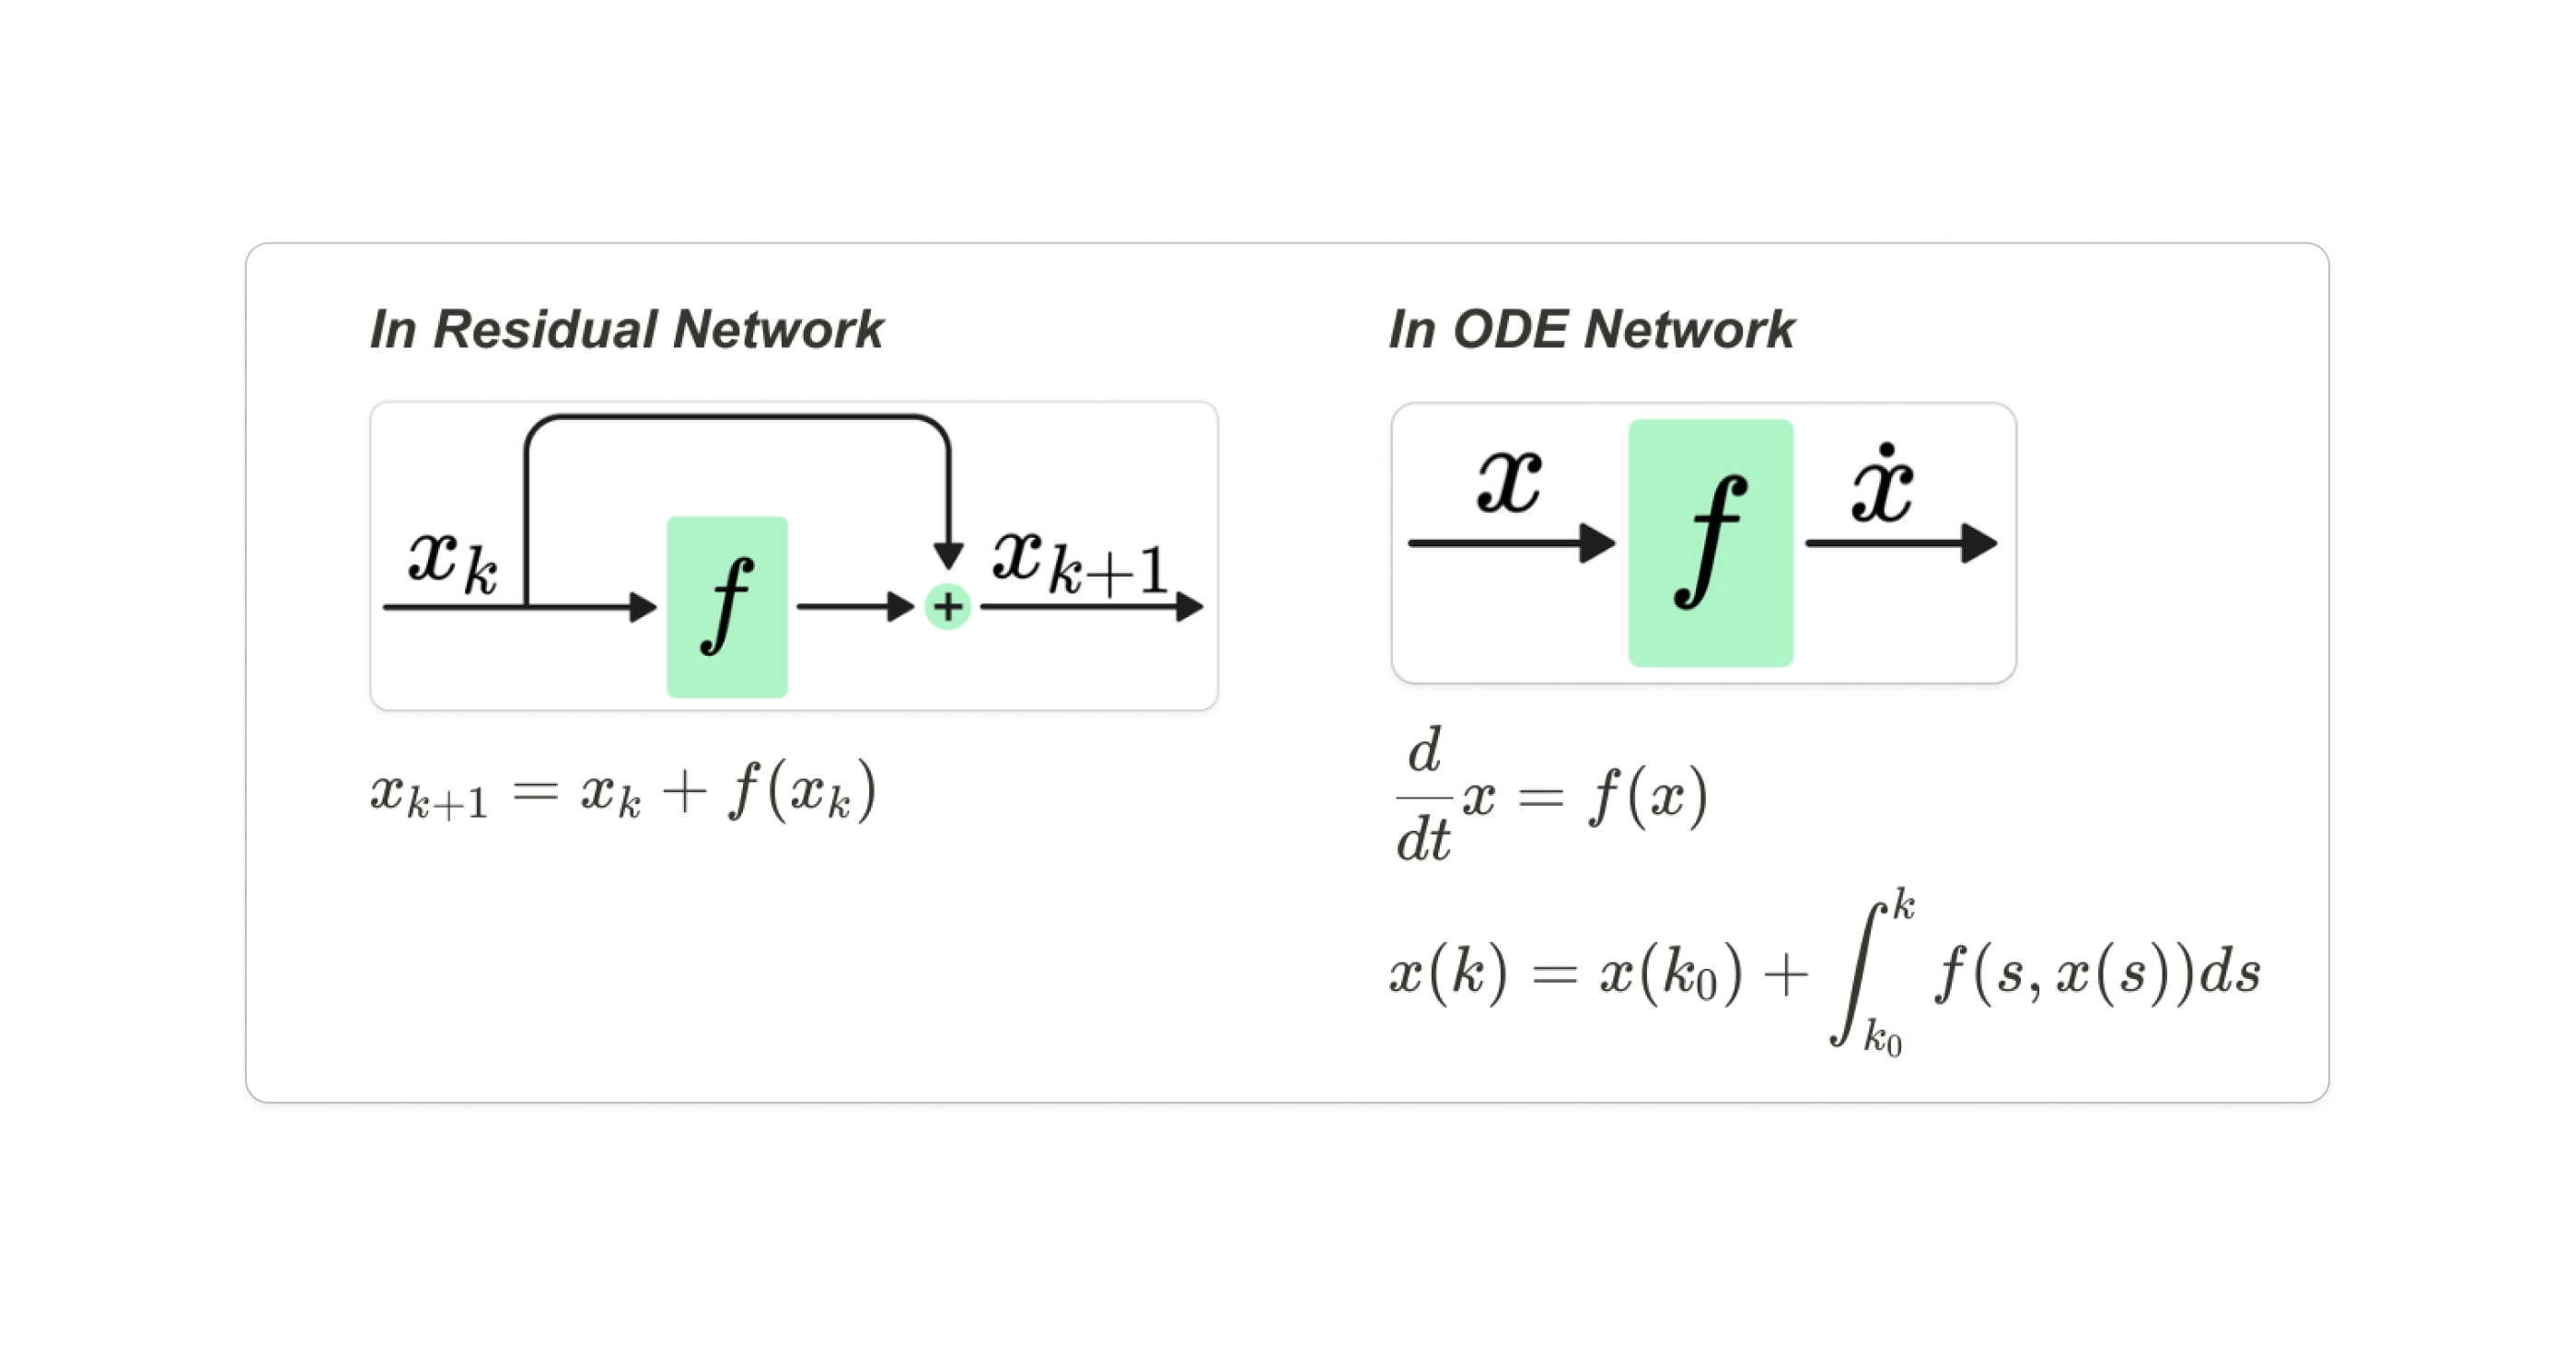 In Residual Network
x_k f + x_{k+1}
x_{k+1} = x_k + f(x_k)
In ODE Network
x f ẋ
\frac{d}{dt}x = f(x)
x(k) = x(k_0) + \int_{k_0}^{k} f(s, x(s))ds